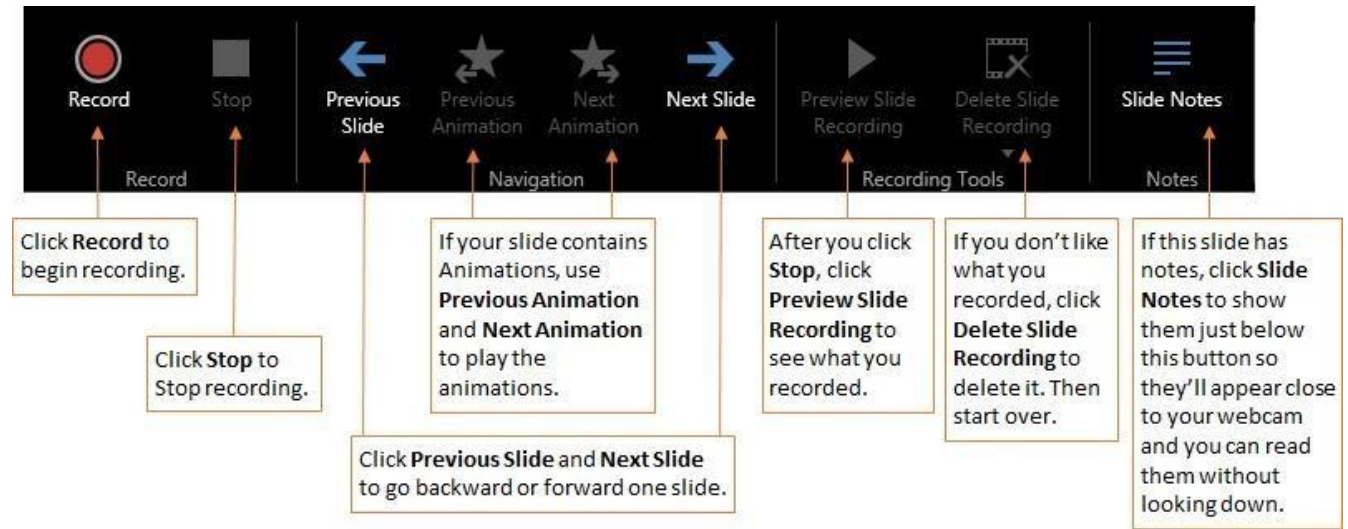 Record
Stop
Previous
Slide
Previous
Animation
Next
Animation
Next Slide
Preview Slide
Recording
Delete Slide
Recording
Slide Notes
Record
Navigation
Recording Tools
Notes
Click Record to
begin recording.
Click Stop to
Stop recording.
If your slide contains
Animations, use
Previous Animation
and Next Animation
to play the
animations.
Click Previous Slide and Next Slide
to go backward or forward one slide.
After you click
Stop, click
Preview Slide
Recording to
see what you
recorded.
If you don't like
what you
recorded, click
Delete Slide
Recording to
delete it. Then
start over.
If this slide has
notes, click Slide
Notes to show
them just below
this button so
they'll appear close
to your webcam
and you can read
them without
looking down.